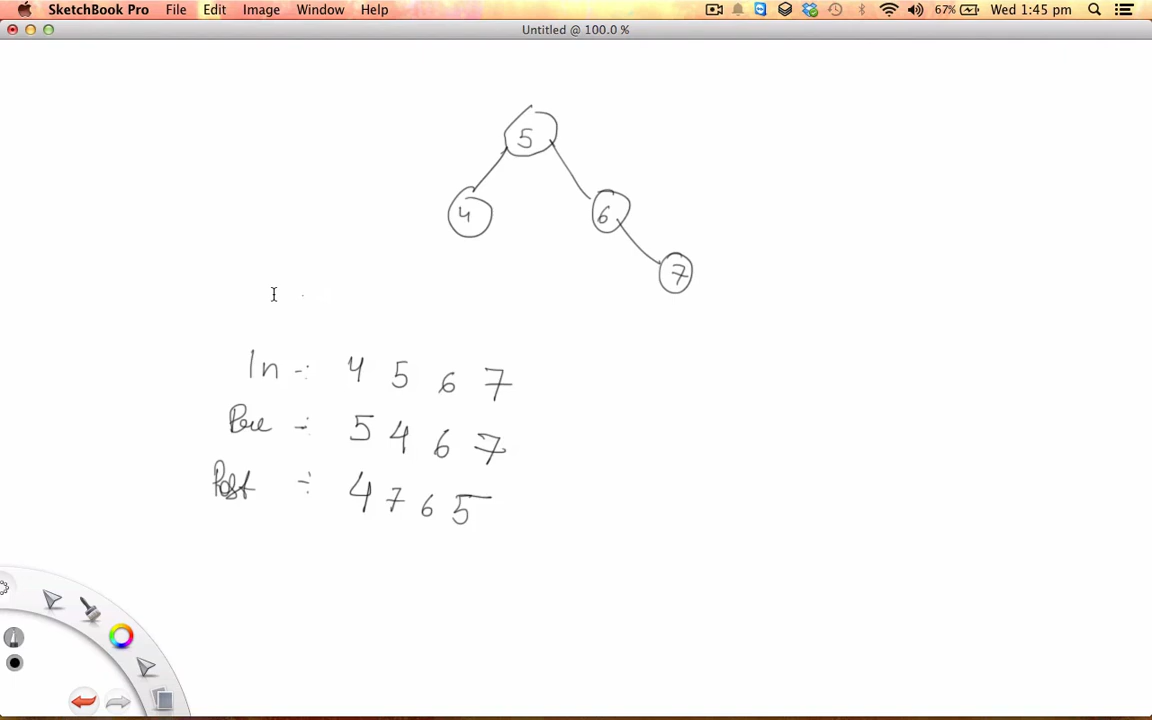 SketchBook Pro File Edit Image Window Help 67% Wed 1:45 pm
Untitled @ 100.0 %
5
4 6
7
In -: 4 5 6 7
Pre -: 5 4 6 7
Post ÷ 4 7 6 5